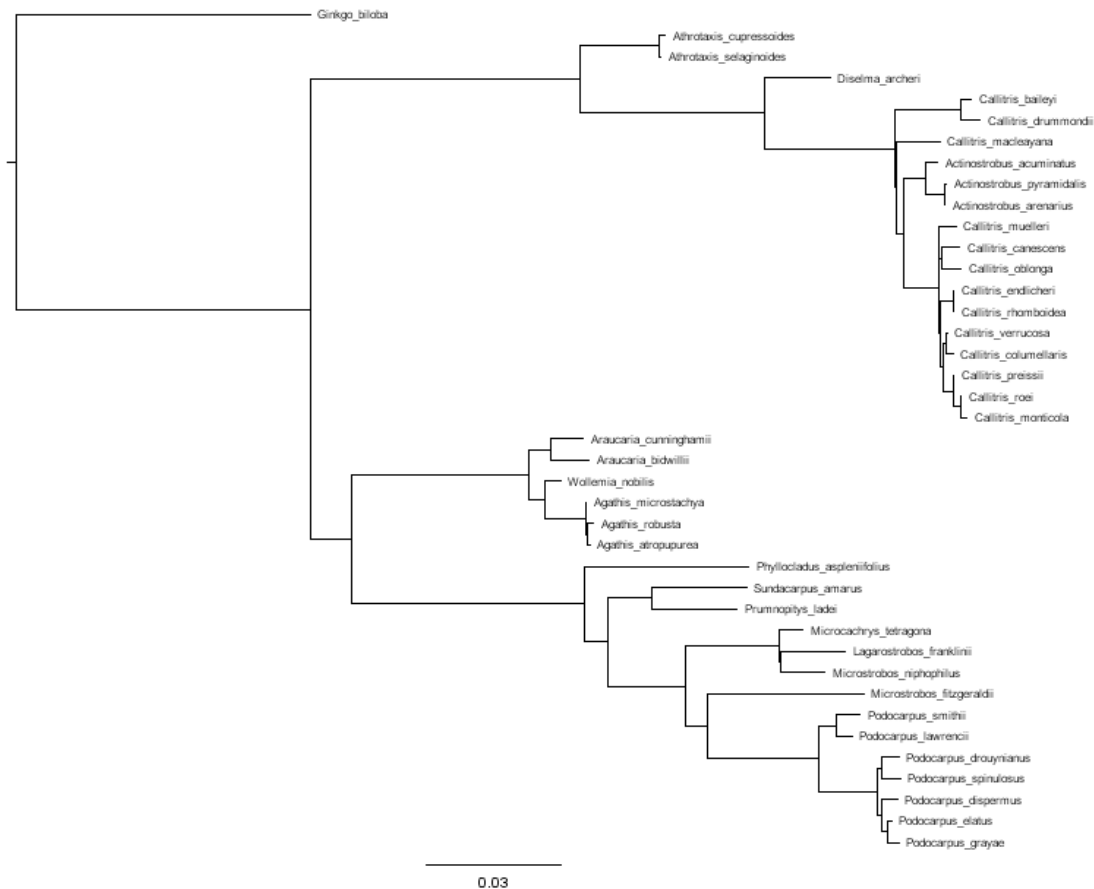 Ginkgo_biloba
Athrotaxis_cupressoides
Athrotaxis_selaginoides
Diselma_archeri
Callitris_baileyi
Callitris_drummondii
Callitris_macleayana
Actinostrobus_acuminatus
Actinostrobus_pyramidalis
Actinostrobus_arenarius
Callitris_muelleri
Callitris_canescens
Callitris_oblonga
Callitris_endlicheri
Callitris_rhomboidea
Callitris_verrucosa
Callitris_columellaris
Callitris_preissii
Callitris_roei
Callitris_monticola
Araucaria_cunninghamii
Araucaria_bidwillii
Wollemia_nobilis
Agathis_microstachya
Agathis_robusta
Agathis_atropupurea
Phyllocladus_aspleniifolius
Sundacarpus_amarus
Prumnopitys_ladei
Microcachrys_tetragona
Lagarostrobos_franklinii
Microstrobos_niphophilus
Microstrobos_fitzgeraldii
Podocarpus_smithii
Podocarpus_lawrencii
Podocarpus_drouynianus
Podocarpus_spinulosus
Podocarpus_dispermus
Podocarpus_elatus
Podocarpus_grayae
0.03